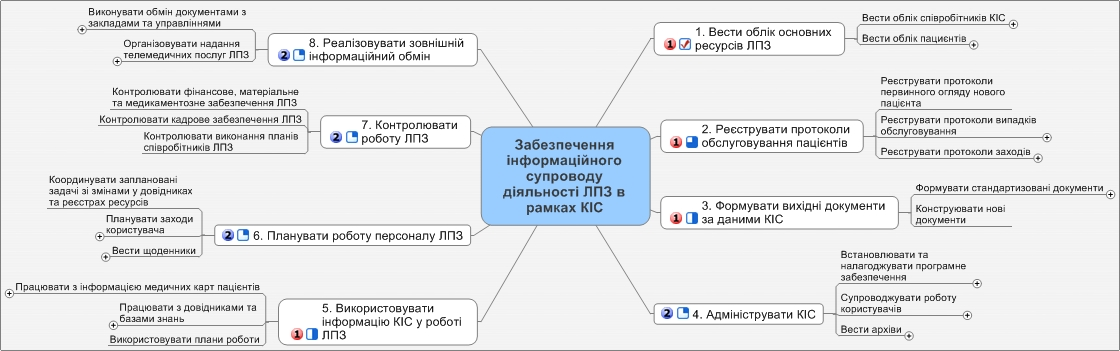 Забезпечення
інформаційного
супроводу
діяльності ЛПЗ в
рамках КІС
1. Вести облік основних
ресурсів ЛПЗ
1
Вести облік співробітників КІС
Вести облік пацієнтів
2. Реєструвати протоколи
обслуговування пацієнтів
1
Реєструвати протоколи
первинного огляду нового
пацієнта
Реєструвати протоколи випадків
обслуговування
Реєструвати протоколи заходів
3. Формувати вихідні документи
за даними КІС
1
Формувати стандартизовані документи
Конструювати нові
документи
2 4. Адмініструвати КІС
Встановлювати та
налагоджувати програмне
забезпечення
Супроводжувати роботу
користувачів
Вести архіви
5. Використовувати
інформацію КІС у роботі
1 ЛПЗ
Працювати з інформацією медичних карт пацієнтів
Працювати з довідниками та
базами знань
Використовувати плани роботи
2 6. Планувати роботу персоналу ЛПЗ
Координувати заплановані
задачі зі змінами у довідниках
та реєстрах ресурсів
Планувати заходи
користувача
Вести щоденники
7. Контролювати
2 роботу ЛПЗ
Контролювати фінансове, матеріальне
та медикаментозне забезпечення ЛПЗ
Контролювати кадрове забезпечення ЛПЗ
Контролювати виконання планів
співробітників ЛПЗ
8. Реалізовувати зовнішній
2 інформаційний обмін
Виконувати обмін документами з
закладами та управліннями
Організовувати надання
телемедичних послуг ЛПЗ